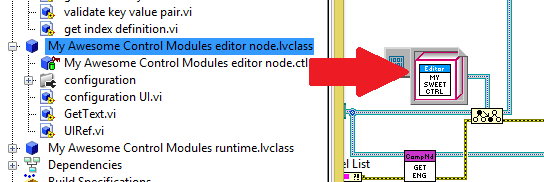 validate key value pair.vi
get index definition.vi
My Awesome Control Modules editor node.lvclass
My Awesome Control Modules editor node.ctl
configuration
configuration UI.vi
GetText.vi
UIRef.vi
My Awesome Control Modules runtime.lvclass
Dependencies
Build Specifications
Editor
MY
SWEET
CTRL
CompNd
GET
ENG
el List